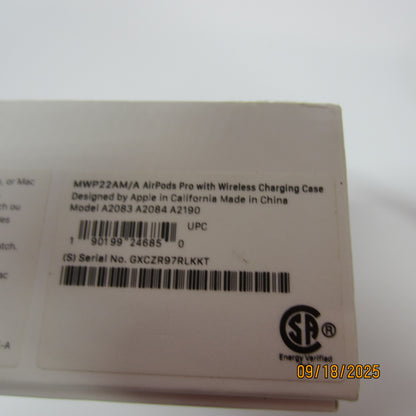 MWP22AM/A AirPods Pro with Wireless Charging Case
Designed by Apple in California Made in China
Model A2083 A2084 A2190
UPC
1 90199 24685 0
(S) Serial No. GXCZR97RLKKT
SA
®
Energy Verified
, or Mac
ch ou
es
tch.
ac
-A
09/18/2025